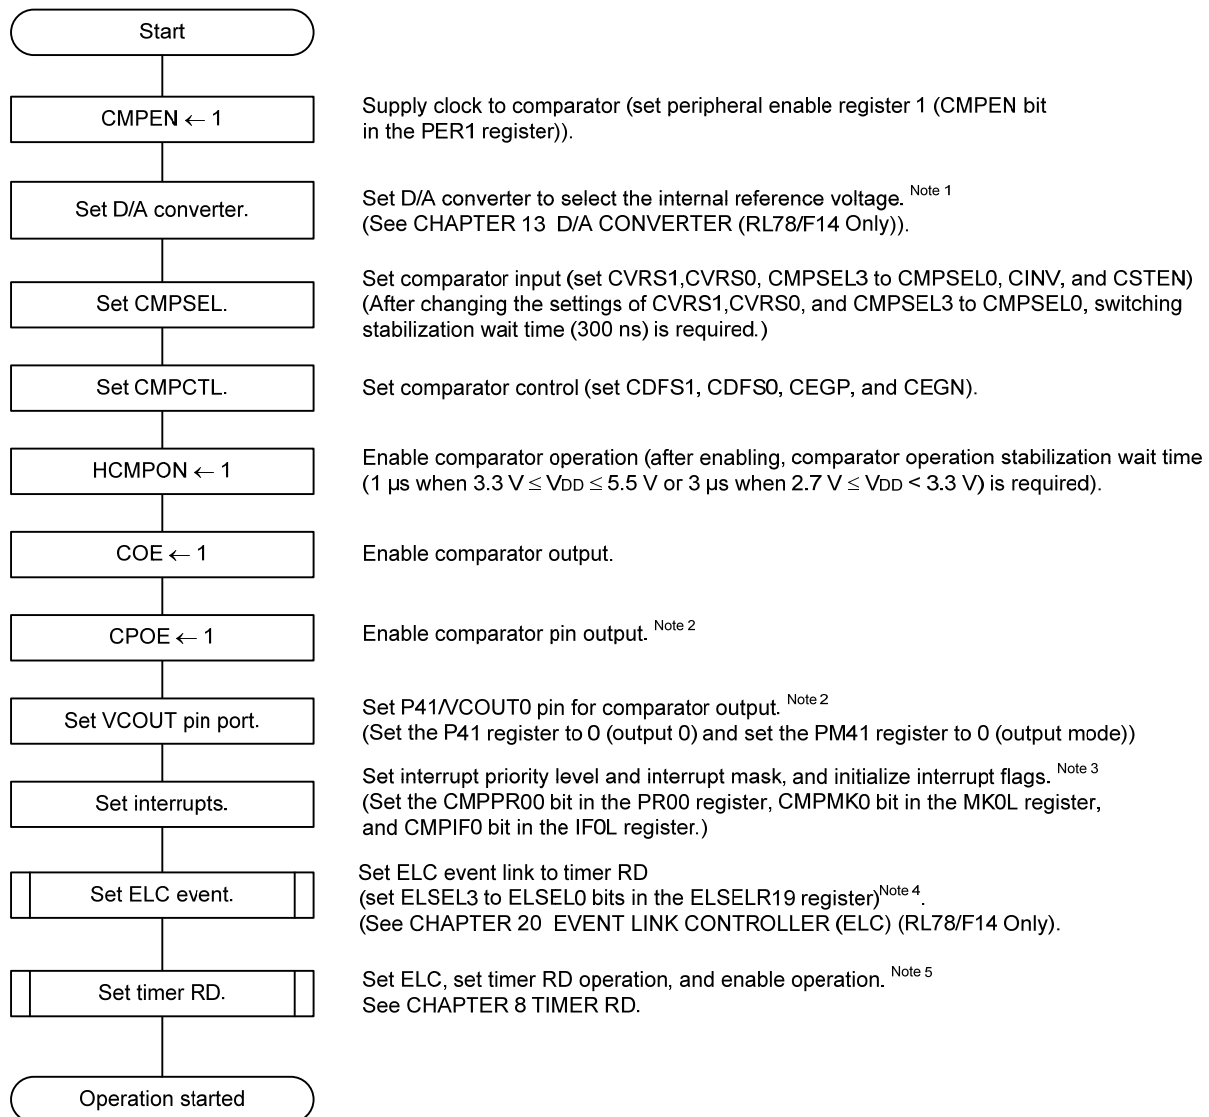 Start
CMPEN ← 1
Supply clock to comparator (set peripheral enable register 1 (CMPEN bit
in the PER1 register)).
Set D/A converter.
Set D/A converter to select the internal reference voltage. Note 1
(See CHAPTER 13 D/A CONVERTER (RL78/F14 Only)).
Set CMPSEL.
Set comparator input (set CVRS1,CVRS0, CMPSEL3 to CMPSEL0, CINV, and CSTEN)
(After changing the settings of CVRS1,CVRS0, and CMPSEL3 to CMPSEL0, switching
stabilization wait time (300 ns) is required.)
Set CMPCTL.
Set comparator control (set CDFS1, CDFS0, CEGP, and CEGN).
HCMPON ← 1
Enable comparator operation (after enabling, comparator operation stabilization wait time
(1 µs when 3.3 V ≤ VDD ≤ 5.5 V or 3 µs when 2.7 V ≤ VDD < 3.3 V) is required).
COE ← 1
Enable comparator output.
CPOE ← 1
Enable comparator pin output. Note 2
Set VCOUT pin port.
Set P41/VCOUT0 pin for comparator output. Note 2
(Set the P41 register to 0 (output 0) and set the PM41 register to 0 (output mode))
Set interrupts.
Set interrupt priority level and interrupt mask, and initialize interrupt flags. Note 3
(Set the CMPPR00 bit in the PR00 register, CMPMK0 bit in the MK0L register,
and CMPIF0 bit in the IF0L register.)
Set ELC event.
Set ELC event link to timer RD
(set ELSEL3 to ELSEL0 bits in the ELSELR19 register)Note 4.
(See CHAPTER 20 EVENT LINK CONTROLLER (ELC) (RL78/F14 Only).
Set timer RD.
Set ELC, set timer RD operation, and enable operation. Note 5
See CHAPTER 8 TIMER RD.
Operation started